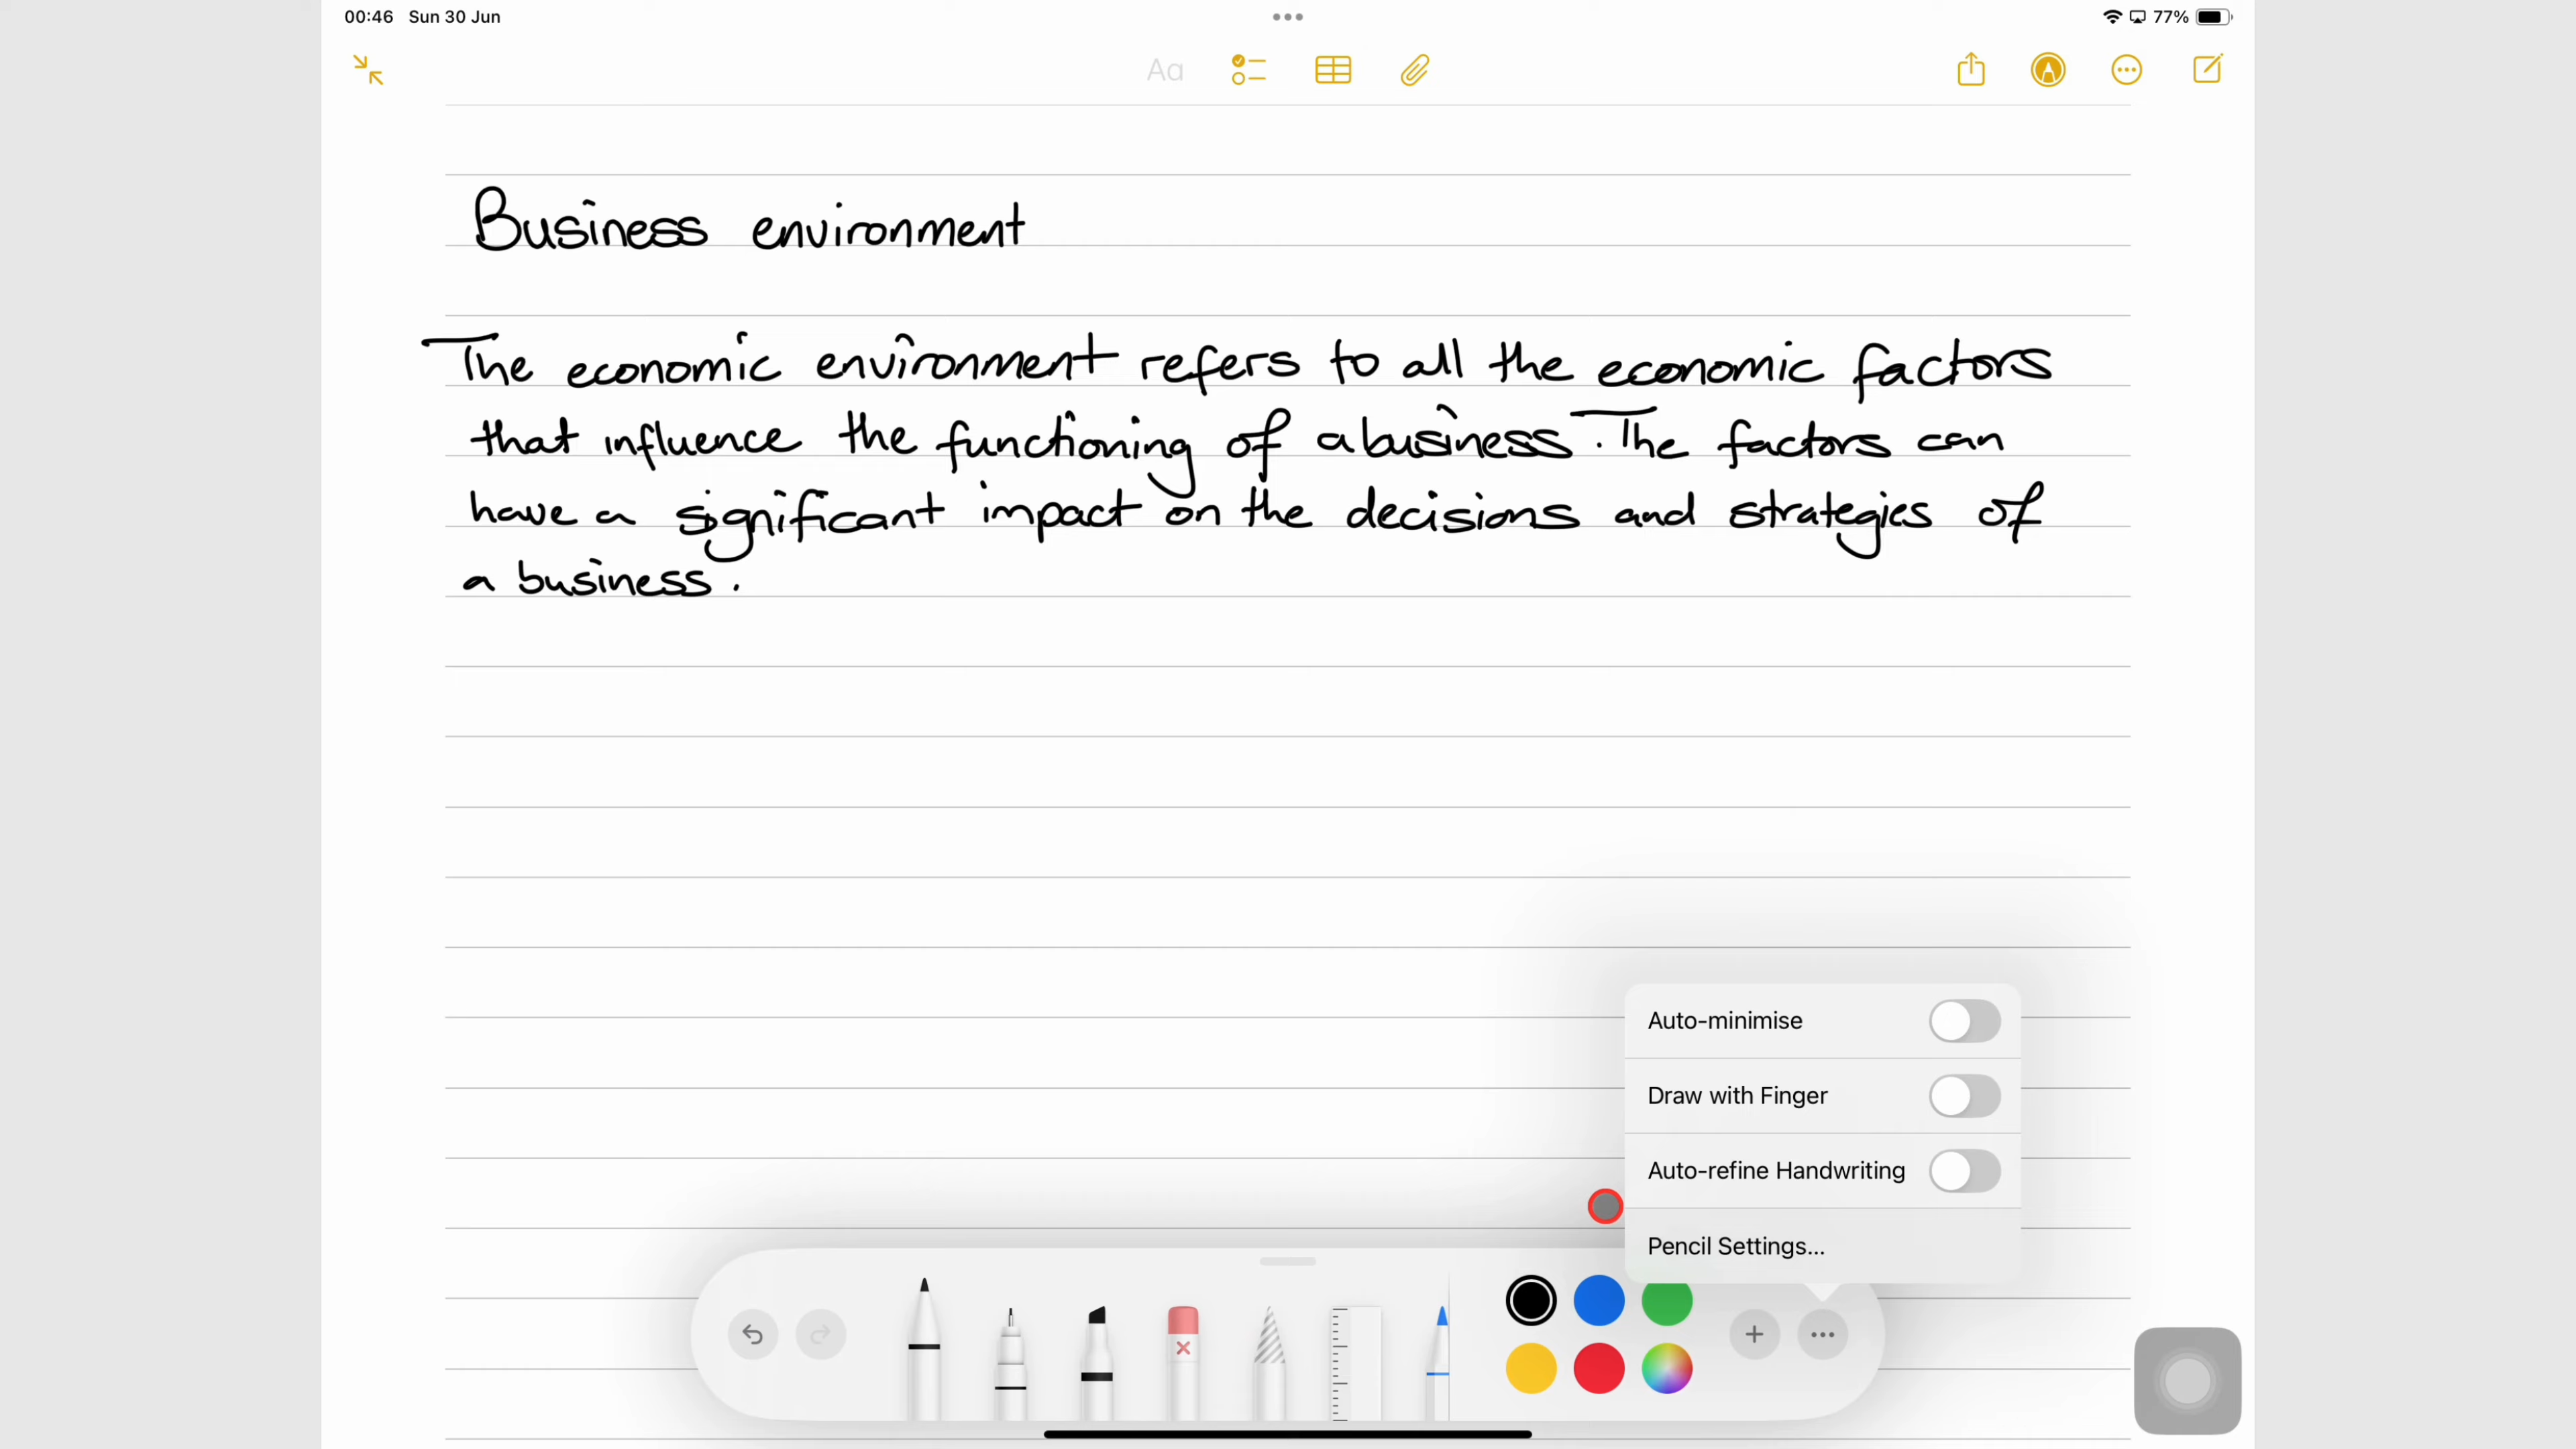 00:46 Sun 30 Jun
77%
Aa
Business environment
The economic environment refers to all the economic factors
that influence the functioning of a business. The factors can
have a significant impact on the decisions and strategies of
a business.
Auto-minimise
Draw with Finger
Auto-refine Handwriting
Pencil Settings...